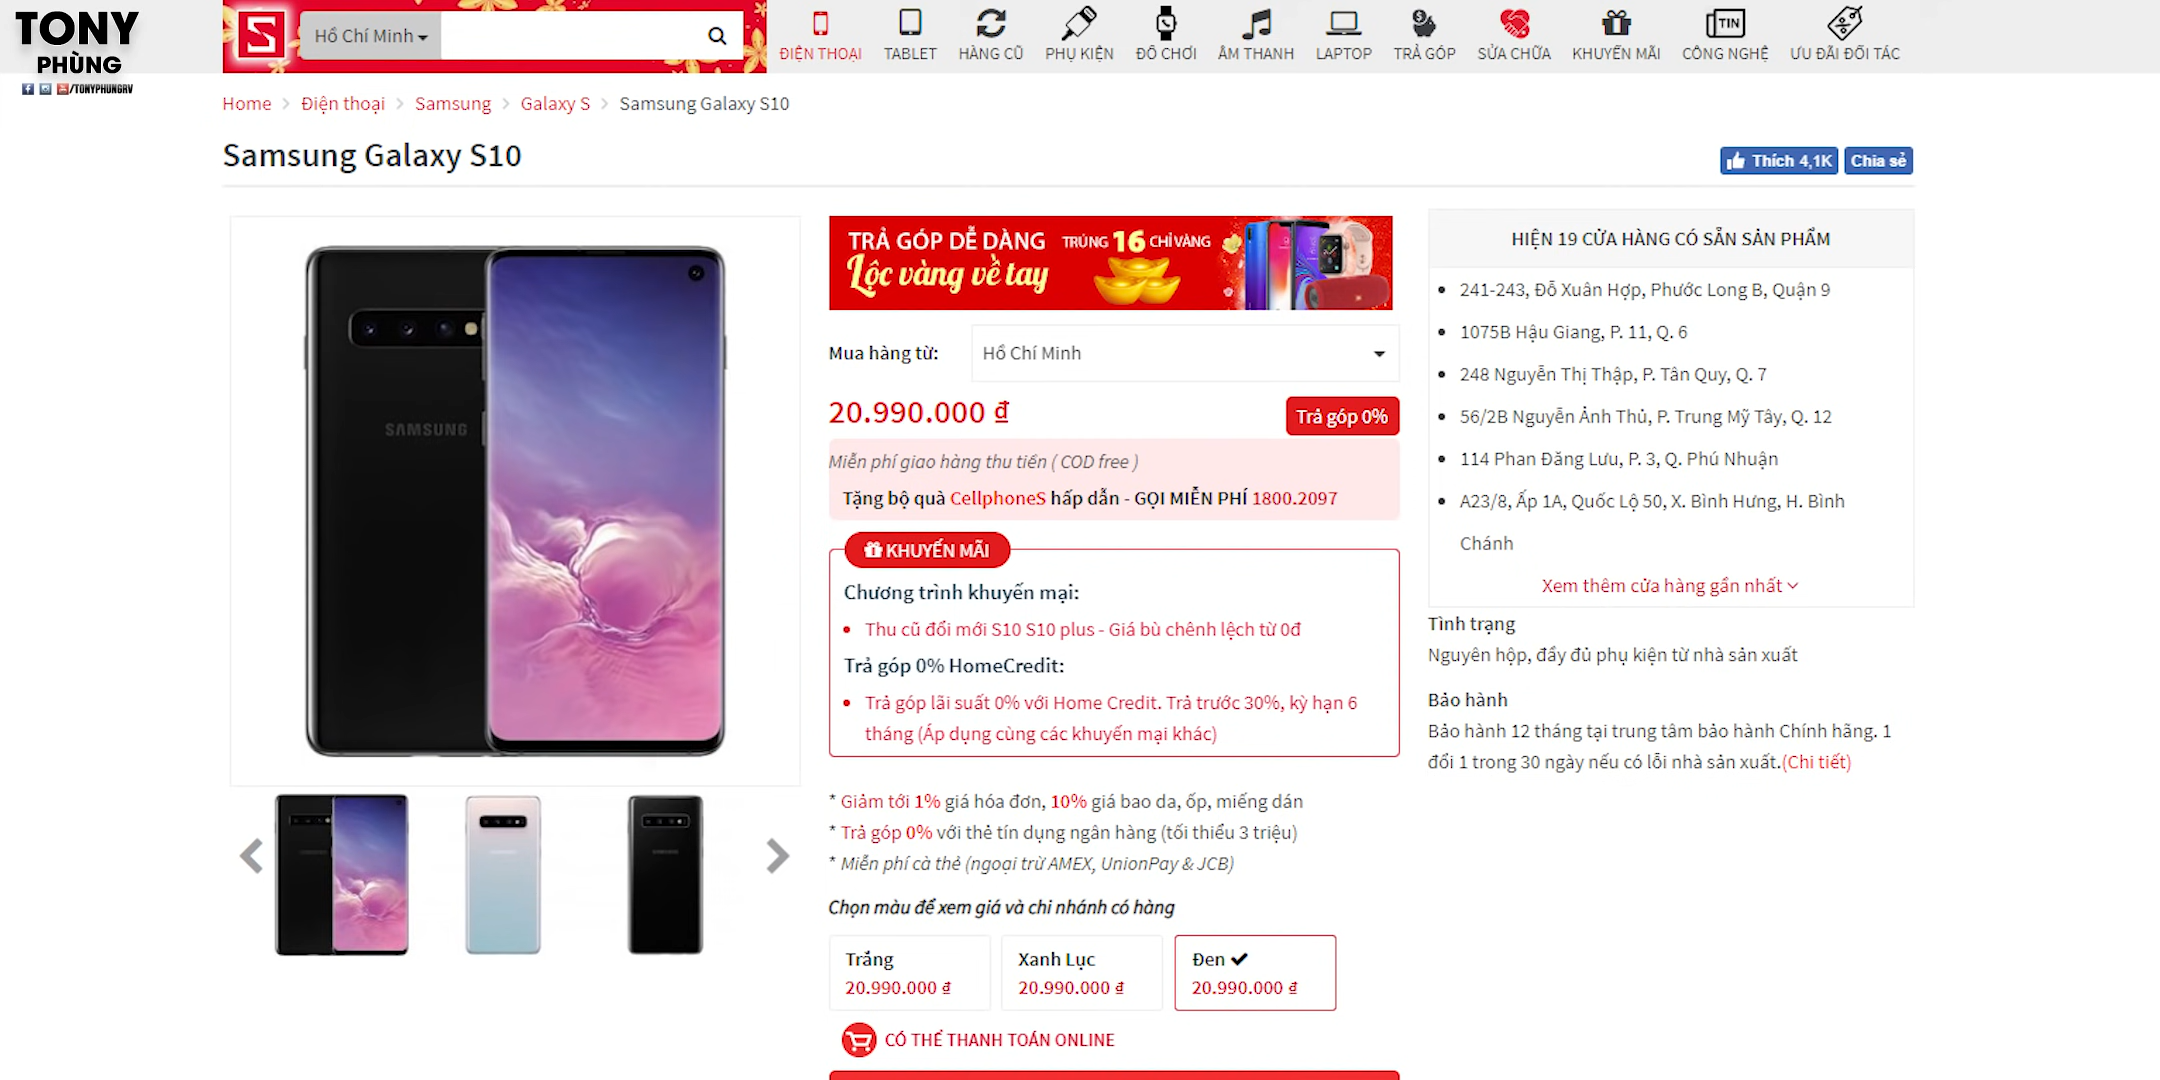 TONY
PHÙNG
/TONYPHUNGRV
S
Hồ Chí Minh
ĐIỆN THOẠI
TABLET
HÀNG CŨ
PHỤ KIỆN
ĐỒ CHƠI
ÂM THANH
LAPTOP
TRẢ GÓP
SỬA CHỮA
KHUYẾN MÃI
TIN
CÔNG NGHỆ
ƯU ĐÃI ĐỐI TÁC
Home > Điện thoại > Samsung > Galaxy S > Samsung Galaxy S10
Samsung Galaxy S10
Thích 4,1K
Chia sẻ
SAMSUNG
TRẢ GÓP DỄ DÀNG
Lộc vàng về tay
TRÚNG 16 CHỈ VÀNG
Mua hàng từ:
Hồ Chí Minh
20.990.000 ₫
Trả góp 0%
Miễn phí giao hàng thu tiền ( COD free )
Tặng bộ quà CellphoneS hấp dẫn - GỌI MIỄN PHÍ 1800.2097
KHUYẾN MÃI
Chương trình khuyến mại:
Thu cũ đổi mới S10 S10 plus - Giá bù chênh lệch từ 0đ
Trả góp 0% HomeCredit:
Trả góp lãi suất 0% với Home Credit. Trả trước 30%, kỳ hạn 6
tháng (Áp dụng cùng các khuyến mại khác)
* Giảm tới 1% giá hóa đơn, 10% giá bao da, ốp, miếng dán
* Trả góp 0% với thẻ tín dụng ngân hàng (tối thiểu 3 triệu)
* Miễn phí cà thẻ (ngoại trừ AMEX, UnionPay & JCB)
Chọn màu để xem giá và chi nhánh có hàng
Trắng
20.990.000 ₫
Xanh Lục
20.990.000 ₫
Đen
20.990.000 ₫
CÓ THỂ THANH TOÁN ONLINE
HIỆN 19 CỬA HÀNG CÓ SẴN SẢN PHẨM
241-243, Đỗ Xuân Hợp, Phước Long B, Quận 9
1075B Hậu Giang, P. 11, Q. 6
248 Nguyễn Thị Thập, P. Tân Quy, Q. 7
56/2B Nguyễn Ảnh Thủ, P. Trung Mỹ Tây, Q. 12
114 Phan Đăng Lưu, P. 3, Q. Phú Nhuận
A23/8, Ấp 1A, Quốc Lộ 50, X. Bình Hưng, H. Bình
Chánh
Xem thêm cửa hàng gần nhất
Tình trạng
Nguyên hộp, đẩy đủ phụ kiện từ nhà sản xuất
Bảo hành
Bảo hành 12 tháng tại trung tâm bảo hành Chính hãng. 1
đổi 1 trong 30 ngày nếu có lỗi nhà sản xuất.(Chi tiết)